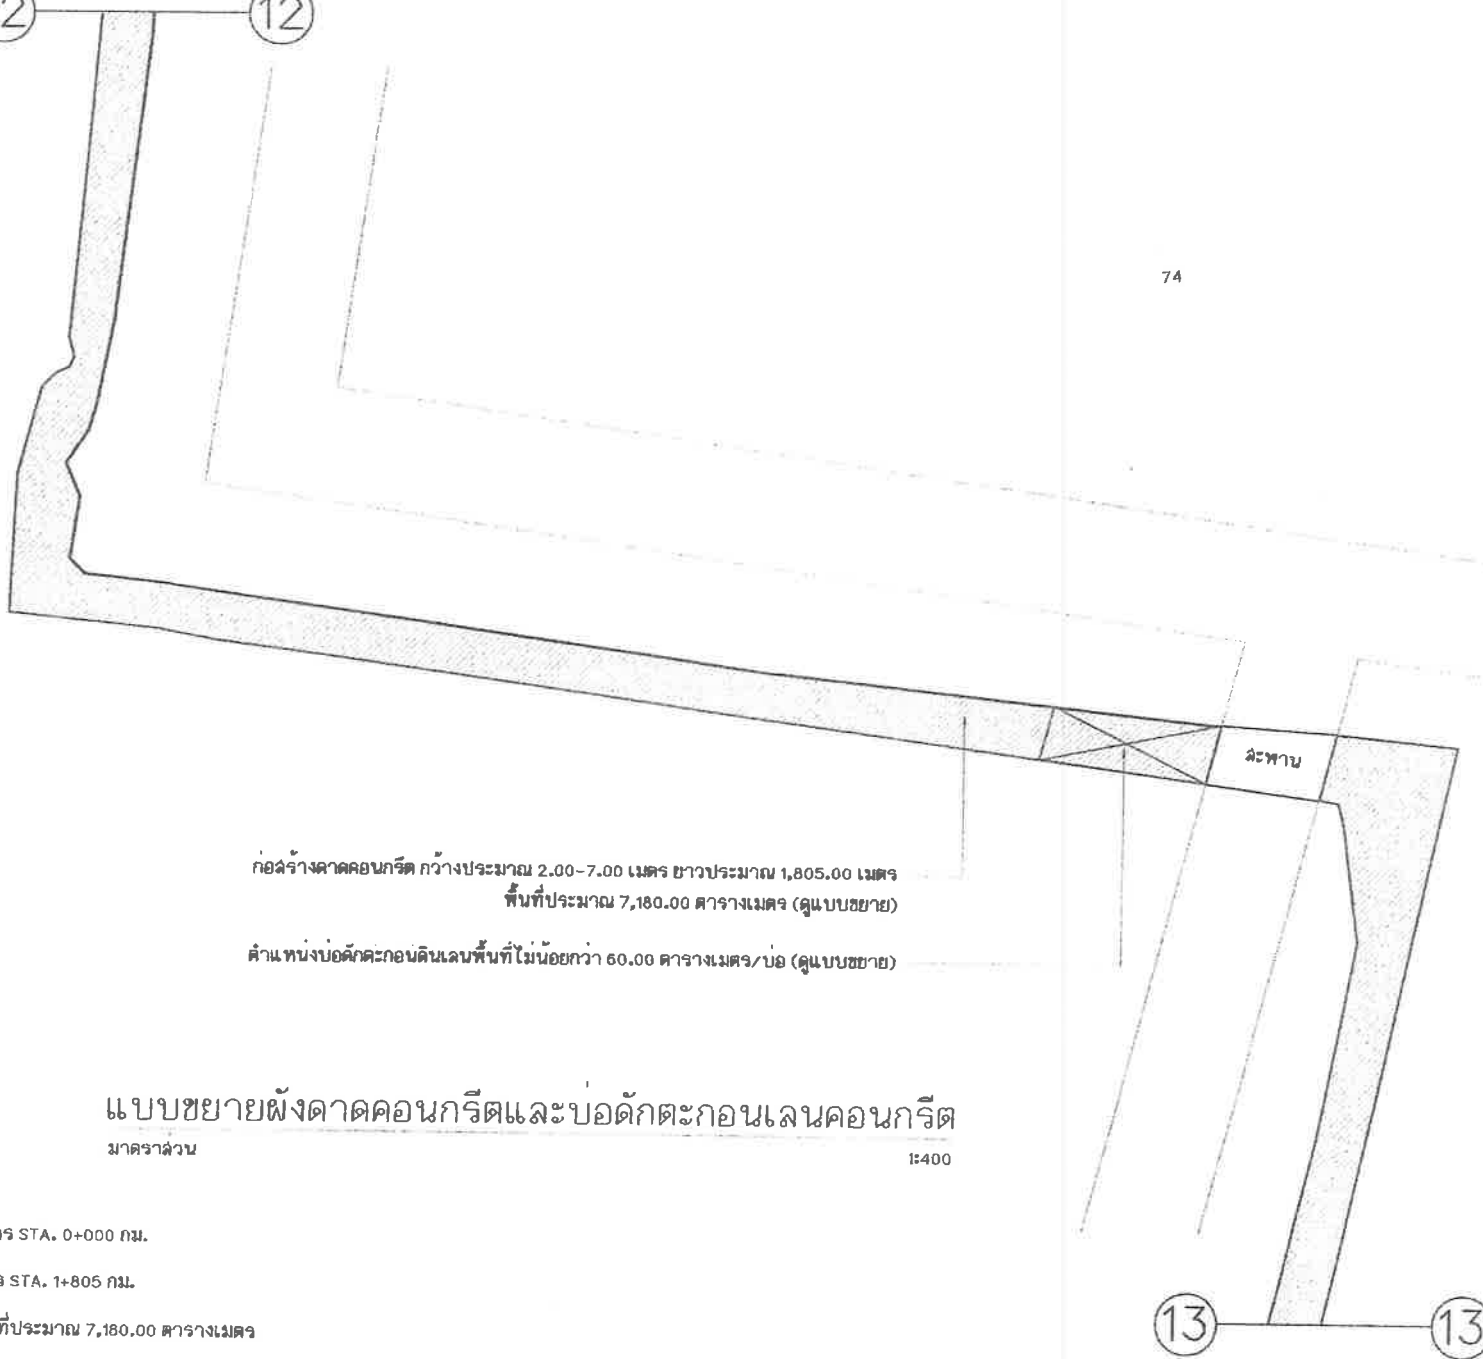 12
74
สะพาน
ก่อสร้างดาดคอนกรีต กว้างประมาณ 2.00-7.00 เมตร ยาวประมาณ 1,805.00 เมตร
พื้นที่ประมาณ 7,180.00 ตารางเมตร (ดูแบบขยาย)
ตำแหน่งบ่อดักตะกอนดินเลนพื้นที่ไม่น้อยกว่า 60.00 ตารางเมตร/บ่อ (ดูแบบขยาย)
แบบขยายผังดาดคอนกรีตและบ่อดักตะกอนเลนคอนกรีต
มาตราส่วน 1:400
STA. 0+000 กม.
STA. 1+805 กม.
ที่ประมาณ 7,180.00 ตารางเมตร
13 13